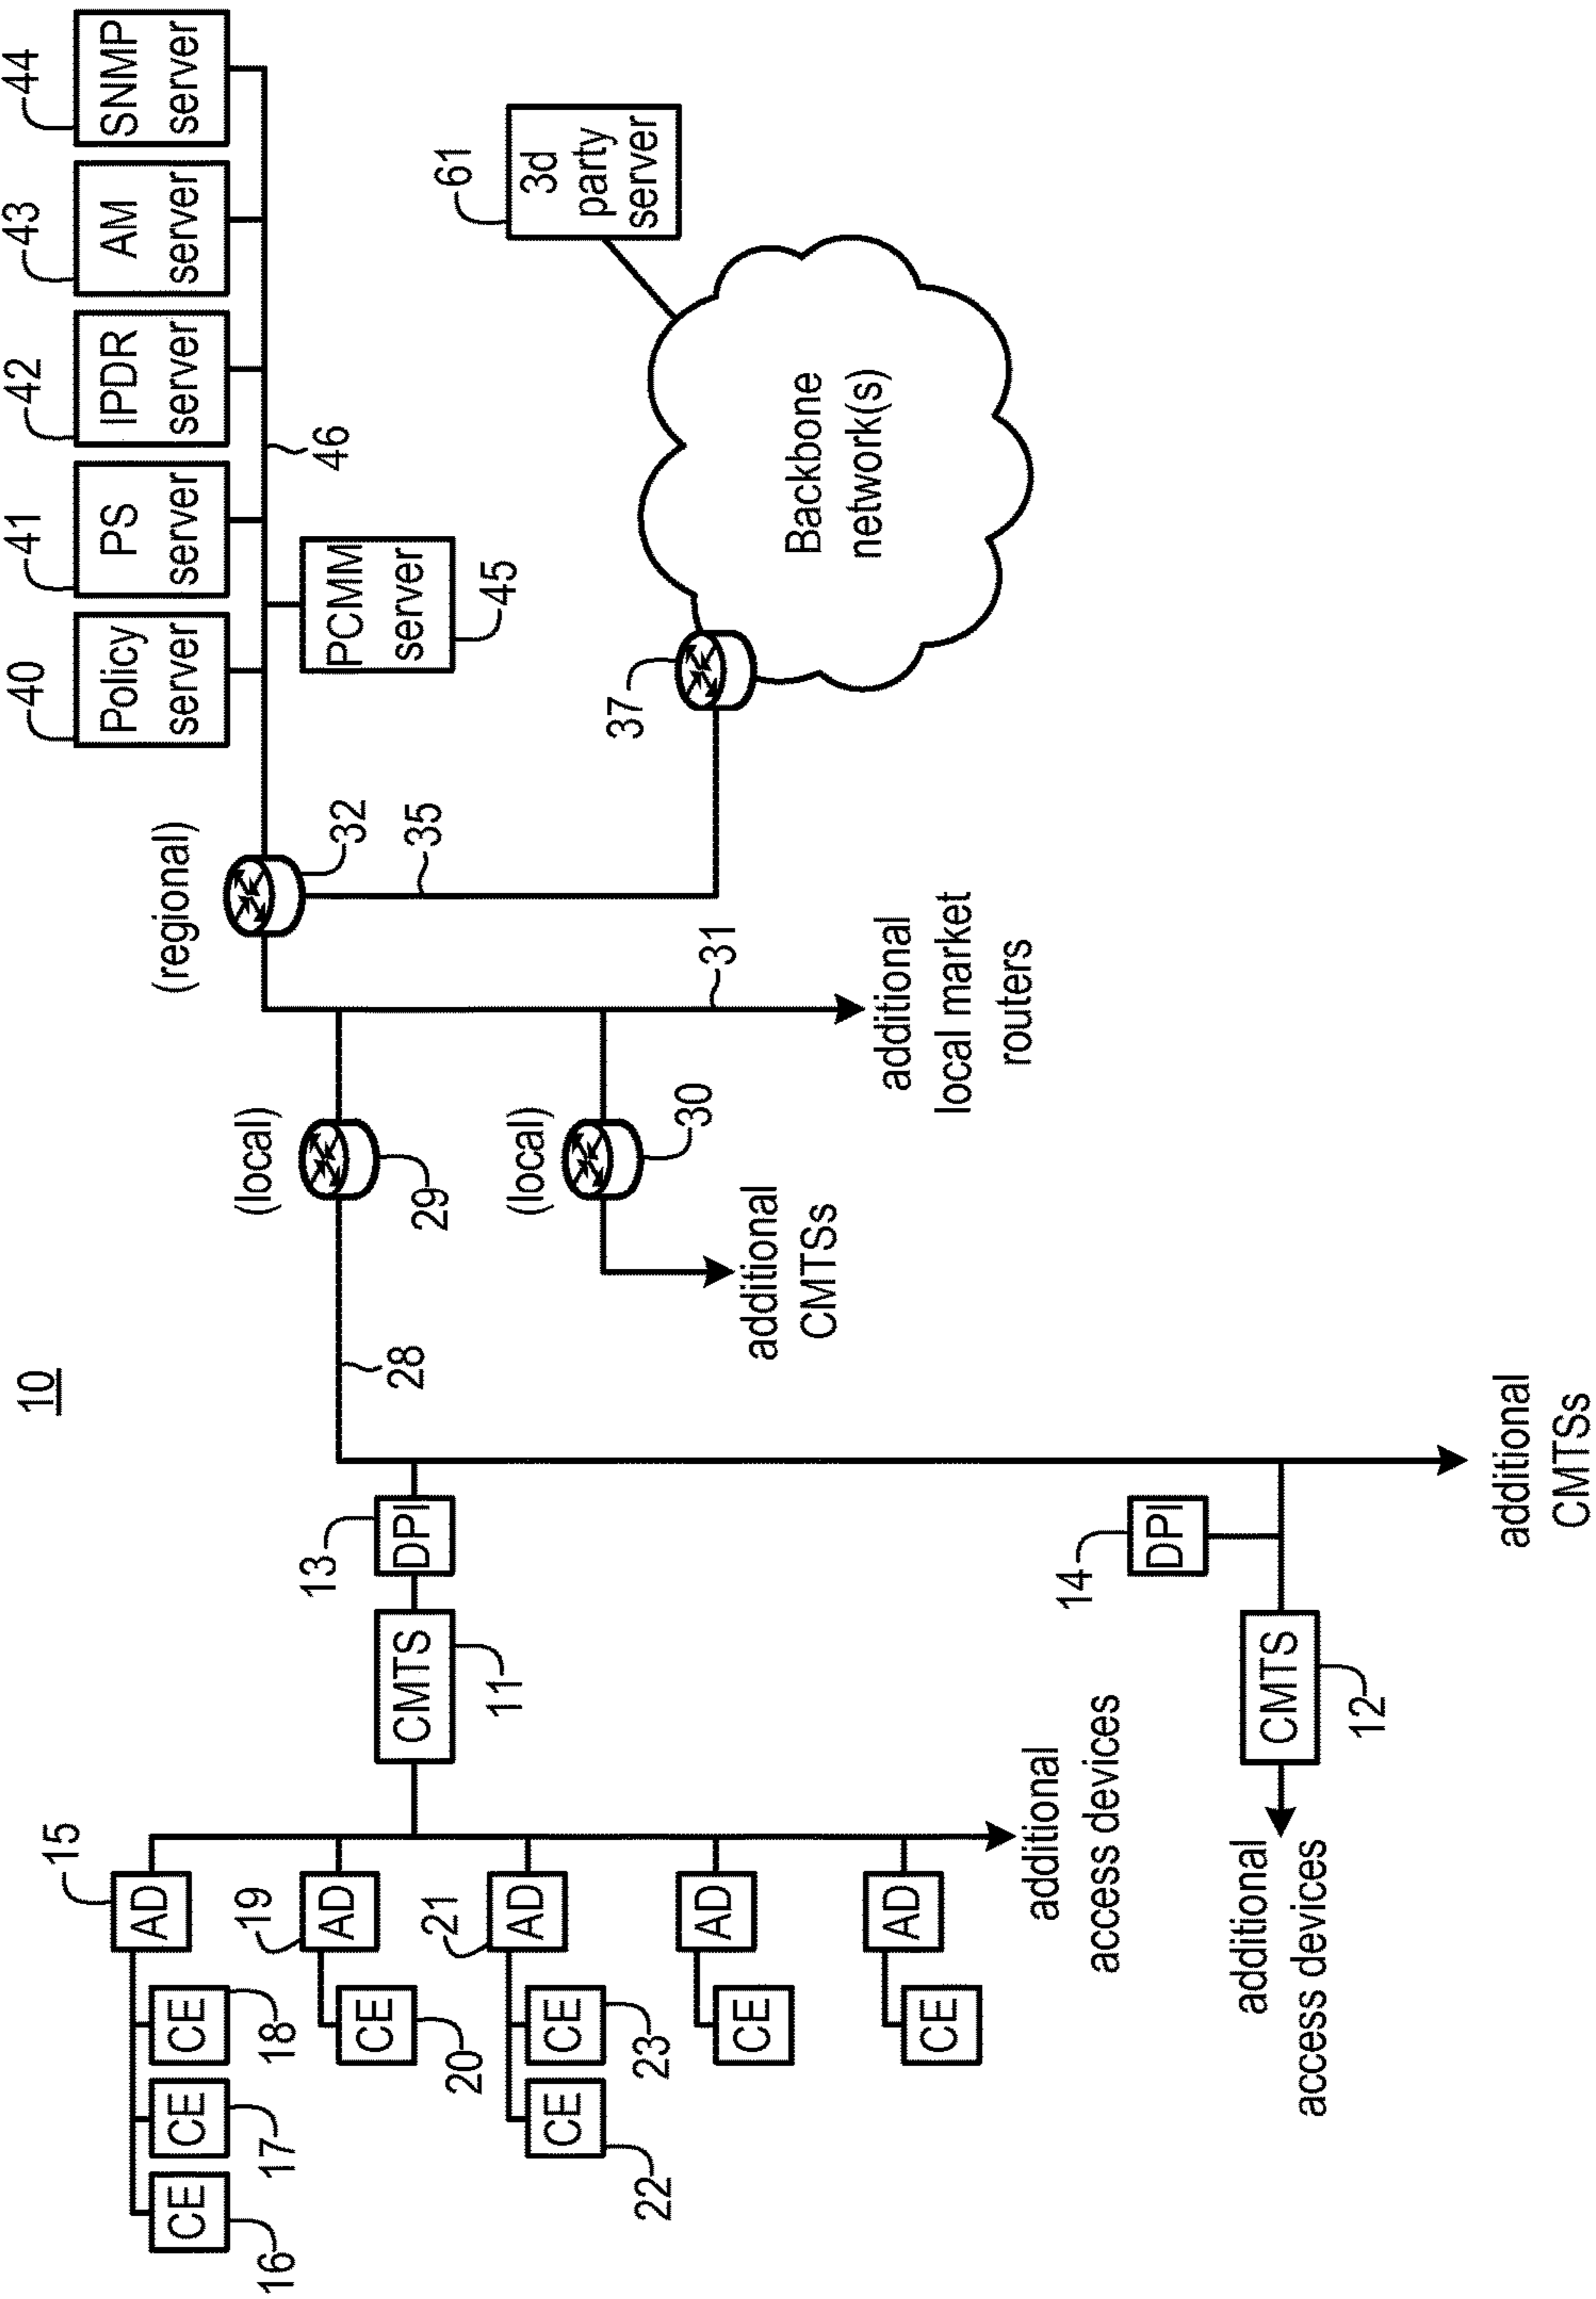 10
15
AD
CE
18
CE
17
CE
16
19
AD
CE
20
21
AD
CE
23
CE
22
AD
CE
AD
CE
additional
access devices
CMTS
11
13
DPI
14
DPI
CMTS
12
additional
access devices
additional
CMTSs
28
(local)
29
(local)
30
additional
CMTSs
(regional)
32
35
31
additional
local market
routers
40
Policy
server
41
PS
server
42
IPDR
server
43
AM
server
44
SNMP
server
46
PCMM
server
45
37
Backbone
network(s)
61
3d
party
server